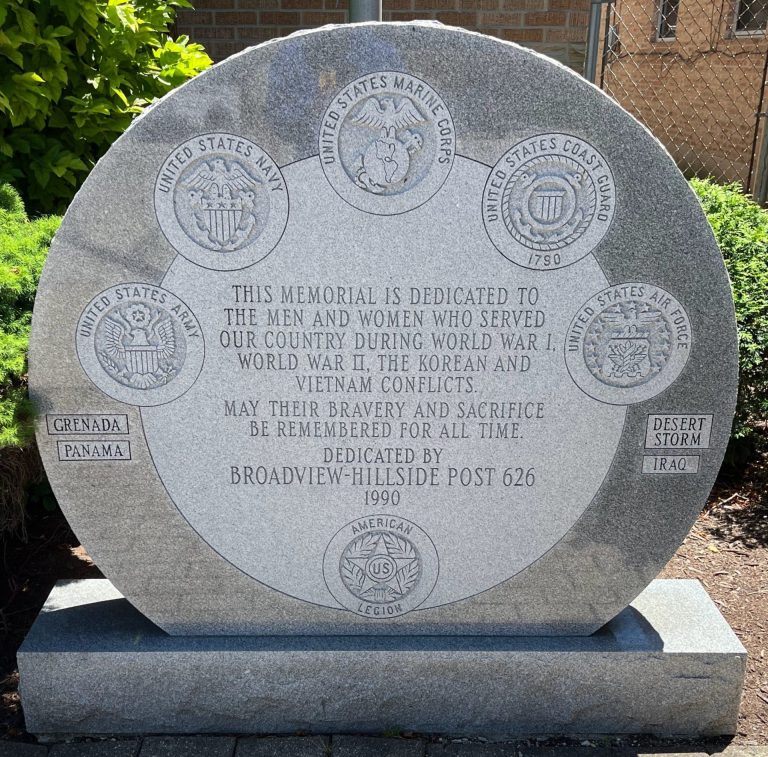 UNITED STATES MARINE CORPS
UNITED STATES NAVY
UNITED STATES COAST GUARD
1790
UNITED STATES ARMY
UNITED STATES AIR FORCE
THIS MEMORIAL IS DEDICATED TO
THE MEN AND WOMEN WHO SERVED
OUR COUNTRY DURING WORLD WAR I,
WORLD WAR II, THE KOREAN AND
VIETNAM CONFLICTS.
MAY THEIR BRAVERY AND SACRIFICE
BE REMEMBERED FOR ALL TIME.
DEDICATED BY
BROADVIEW-HILLSIDE POST 626
1990
GRENADA
PANAMA
DESERT
STORM
IRAQ
AMERICAN
US
LEGION